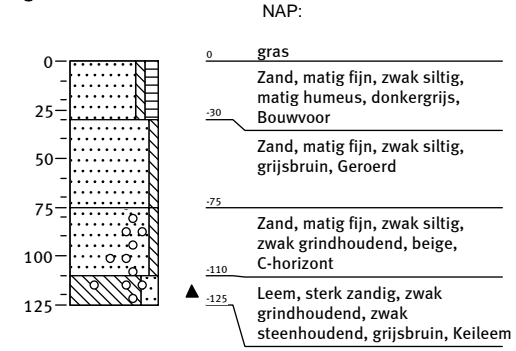 NAP:
0
25
50
75
100
125
0 gras
Zand, matig fijn, zwak siltig,
matig humeus, donkergrijs,
Bouwvoor
-30
Zand, matig fijn, zwak siltig,
grijsbruin, Geroerd
-75
Zand, matig fijn, zwak siltig,
zwak grindhoudend, beige,
C-horizont
-110
Leem, sterk zandig, zwak
-125
grindhoudend, zwak
steenhoudend, grijsbruin, Keileem